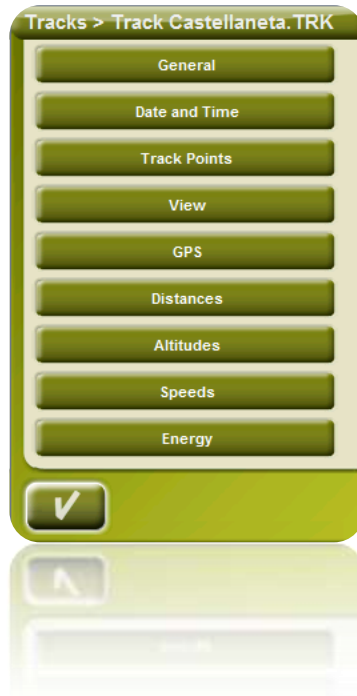 Tracks > Track Castellaneta.TRK
General
Date and Time
Track Points
View
GPS
Distances
Altitudes
Speeds
Energy